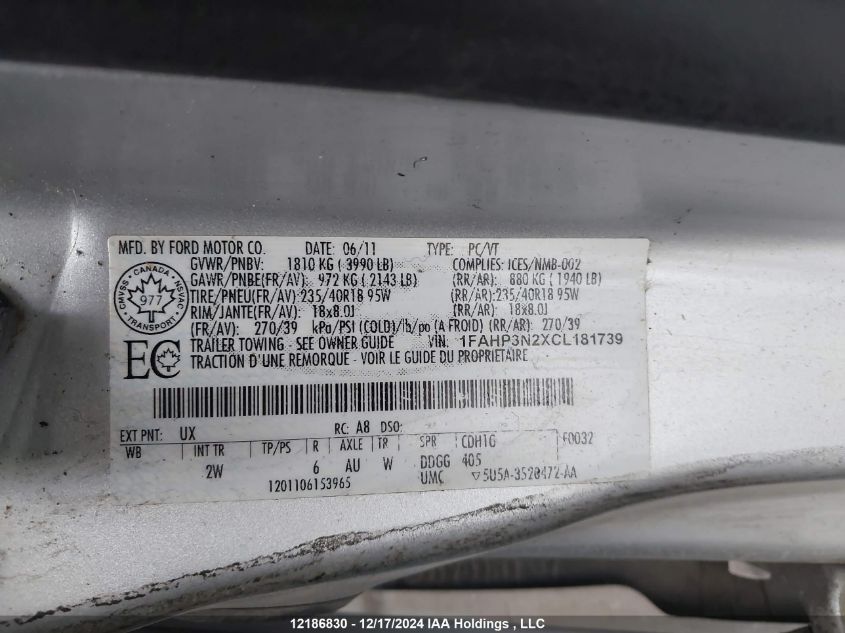 MFD. BY FORD MOTOR CO. DATE: 06/11 TYPE: PC/VT
GVWR/PNBV: 1810 KG ( 3990 LB) COMPLIES: ICES/NMB-002
GAWR/PNBE(FR/AV): 972 KG ( 2143 LB) (RR/AR): 880 KG ( 1940 LB)
TIRE/PNEU(FR/AV):235/40R18 95W (RR/AR):235/40R18 95W
RIM/JANTE(FR/AV): 18x8.0J (RR/AR): 18x8.0J
(FR/AV): 270/39 kPa/PSI (COLD)/lb/po (A FROID) (RR/AR): 270/39
TRAILER TOWING - SEE OWNER GUIDE VIN: 1FAHP3N2XCL181739
TRACTION D'UNE REMORQUE - VOIR LE GUIDE DU PROPRIETAIRE
CANADA
CMVSS NSVAC
977
TRANSPORT
EC
EXT PNT: UX RC: A8 DSO:
WB INT TR TP/PS R AXLE TR SPR CDH1G F0032
2W 6 AU W DDGG 405
1201106153965 UMC ▽5U5A-3520472-AA
12186830 - 12/17/2024 IAA Holdings , LLC